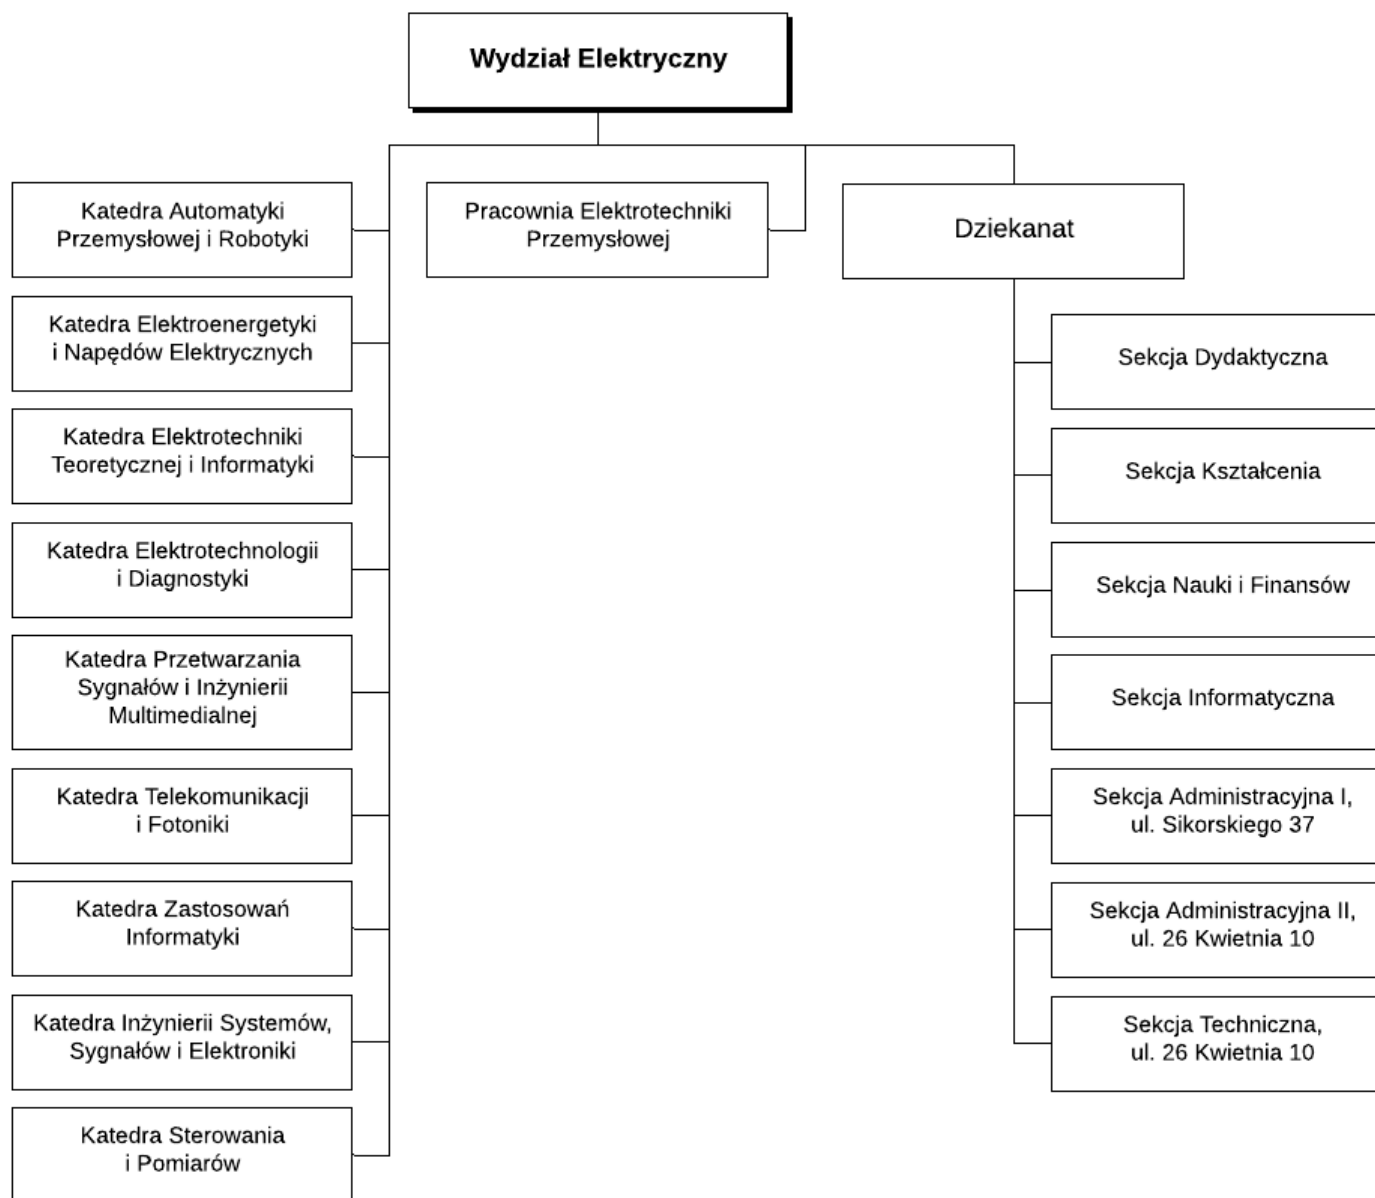 Wydział Elektryczny
Katedra Automatyki
Przemysłowej i Robotyki
Katedra Elektroenergetyki
i Napędów Elektrycznych
Katedra Elektrotechniki
Teoretycznej i Informatyki
Katedra Elektrotechnologii
i Diagnostyki
Katedra Przetwarzania
Sygnałów i Inżynierii
Multimedialnej
Katedra Telekomunikacji
i Fotoniki
Katedra Zastosowań
Informatyki
Katedra Inżynierii Systemów,
Sygnałów i Elektroniki
Katedra Sterowania
i Pomiarów
Pracownia Elektrotechniki
Przemysłowej
Dziekanat
Sekcja Dydaktyczna
Sekcja Kształcenia
Sekcja Nauki i Finansów
Sekcja Informatyczna
Sekcja Administracyjna I,
ul. Sikorskiego 37
Sekcja Administracyjna II,
ul. 26 Kwietnia 10
Sekcja Techniczna,
ul. 26 Kwietnia 10